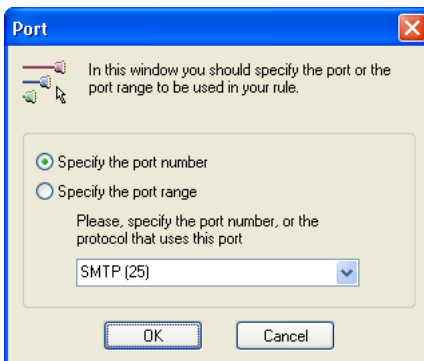 Port
In this window you should specify the port or the
port range to be used in your rule.
Specify the port number
Specify the port range
Please, specify the port number, or the
protocol that uses this port
SMTP (25)
OK
Cancel